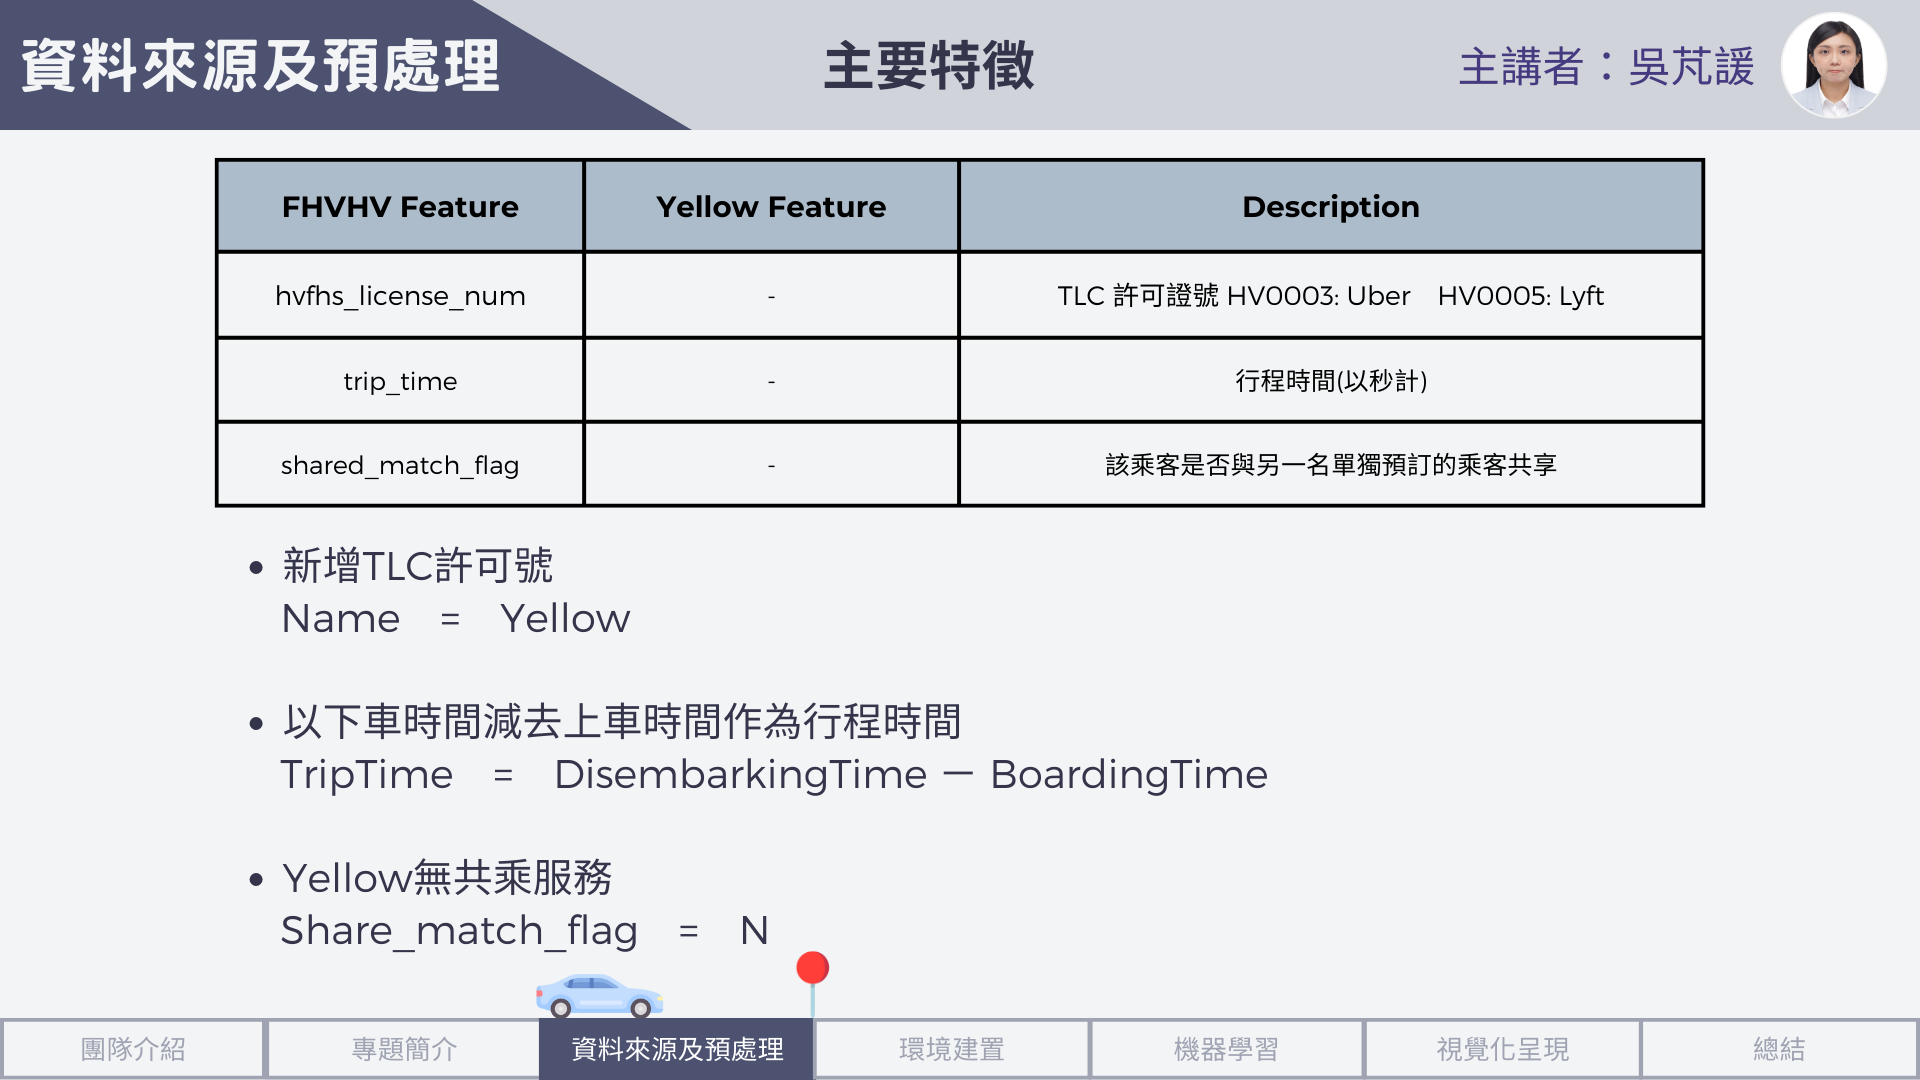 資料來源及預處理
主要特徵
主講者：吳芃諼
FHVHV Feature
Yellow Feature
Description
hvfhs_license_num
-
TLC 許可證號 HV0003: Uber HV0005: Lyft
trip_time
-
行程時間(以秒計)
shared_match_flag
-
該乘客是否與另一名單獨預訂的乘客共享
• 新增TLC許可號
Name = Yellow
• 以下車時間減去上車時間作為行程時間
TripTime = DisembarkingTime － BoardingTime
• Yellow無共乘服務
Share_match_flag = N
團隊介紹
專題簡介
資料來源及預處理
環境建置
機器學習
視覺化呈現
總結